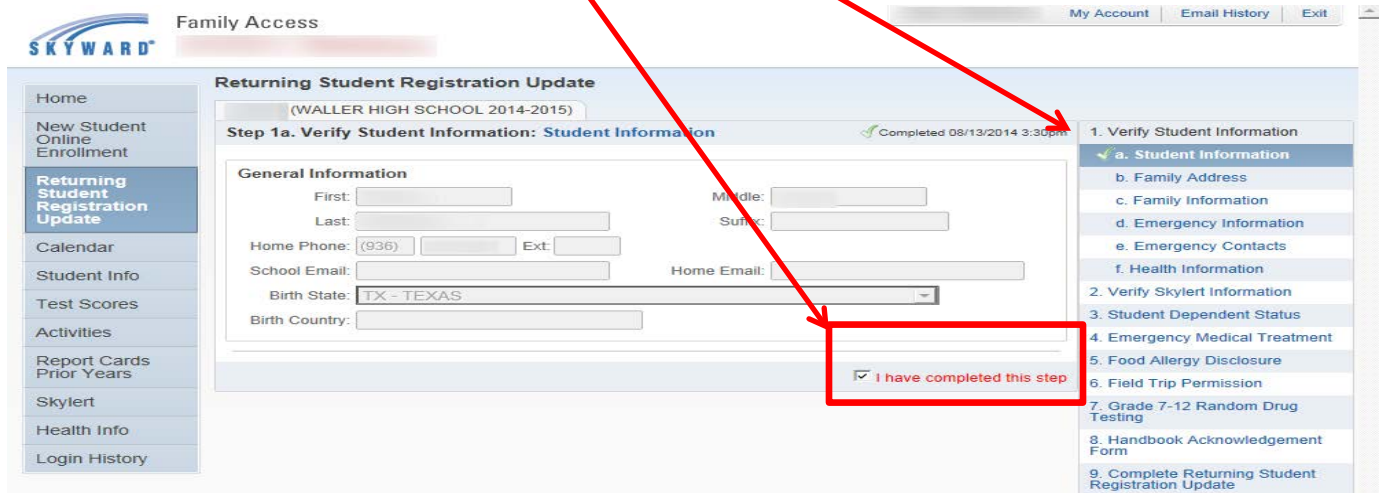 Family Access
My Account Email History Exit
SKYWARD
Home
New Student
Online
Enrollment
Returning
Student
Registration
Update
Calendar
Student Info
Test Scores
Activities
Report Cards
Prior Years
Skylert
Health Info
Login History
Returning Student Registration Update
(WALLER HIGH SCHOOL 2014-2015)
Step 1a. Verify Student Information: Student Information
Completed 08/13/2014 3:30pm
General Information
First:
Middle:
Last:
Suffix:
Home Phone: (936) Ext:
School Email:
Home Email:
Birth State: TX - TEXAS
Birth Country:
I have completed this step
1. Verify Student Information
a. Student Information
b. Family Address
c. Family Information
d. Emergency Information
e. Emergency Contacts
f. Health Information
2. Verify Skylert Information
3. Student Dependent Status
4. Emergency Medical Treatment
5. Food Allergy Disclosure
6. Field Trip Permission
7. Grade 7-12 Random Drug
Testing
8. Handbook Acknowledgement
Form
9. Complete Returning Student
Registration Update